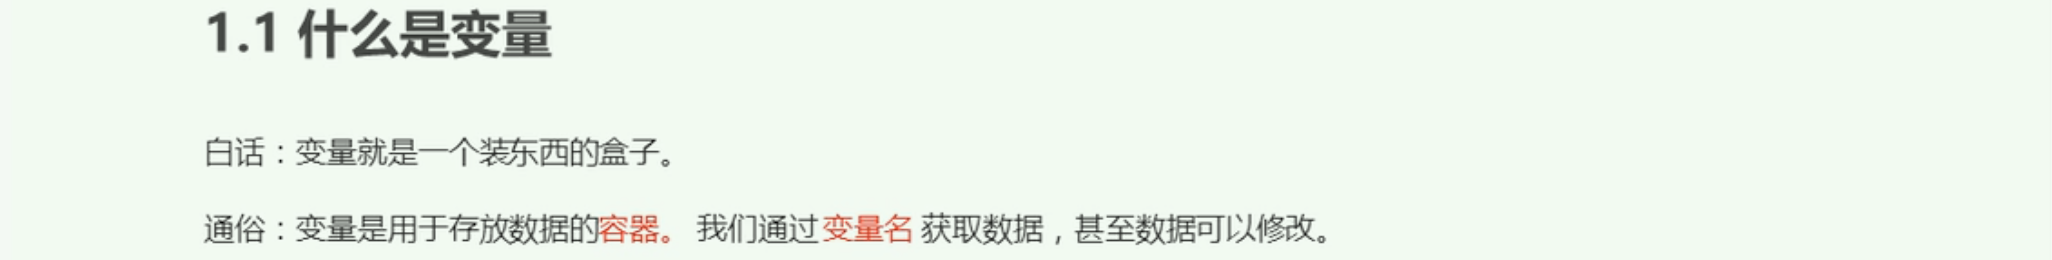 1.1 什么是变量
白话：变量就是一个装东西的盒子。
通俗：变量是用于存放数据的容器。 我们通过变量名 获取数据，甚至数据可以修改。